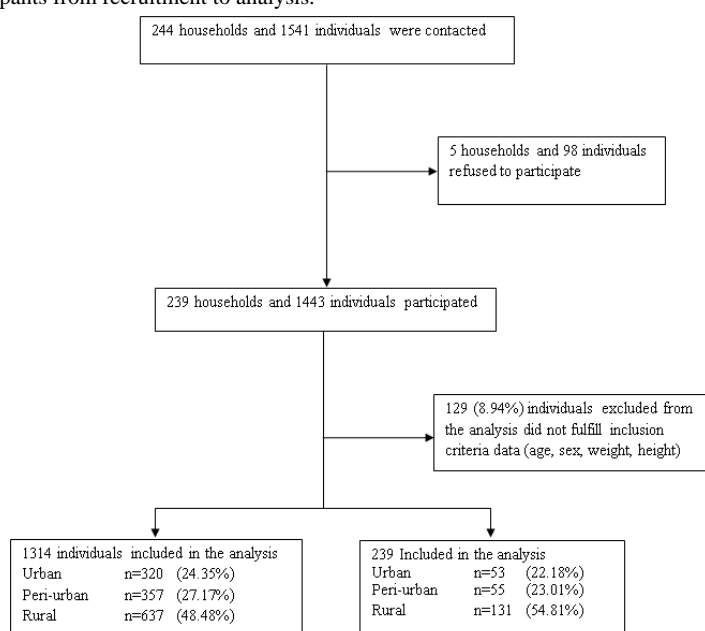 pants from recruitment to analysis.
244 households and 1541 individuals were contacted
5 households and 98 individuals
refused to participate
239 households and 1443 individuals participated
129 (8.94%) individuals excluded from
the analysis did not fulfill inclusion
criteria data (age, sex, weight, height)
1314 individuals included in the analysis
Urban n=320 (24.35%)
Peri-urban n=357 (27.17%)
Rural n=637 (48.48%)
239 Included in the analysis
Urban n=53 (22.18%)
Peri-urban n=55 (23.01%)
Rural n=131 (54.81%)